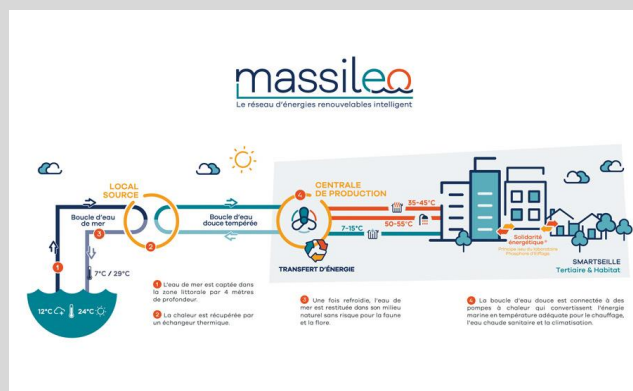 massileo
Le réseau d'énergies renouvelables intelligent
LOCAL
SOURCE
Boucle d'eau
de mer
3
2
Boucle d'eau
douce tempérée
4
CENTRALE
DE PRODUCTION
35-45°C
50-55°C
7-15°C
TRANSFERT D'ÉNERGIE
Solidarité
énergétique
SMARTSEILLE
Tertiaire & Habitat
1
7°C / 29°C
12°C
24°C
1 L'eau de mer est captée dans
la zone littorale par 4 mètres
de profondeur.
2 La chaleur est récupérée par
un échangeur thermique.
3 Une fois refroidie, l'eau de
mer est restituée dans son milieu
naturel sans risque pour la faune
et la flore.
4 La boucle d'eau douce est connectée à des
pompes à chaleur qui convertissent l'énergie
marine en température adéquate pour le chauffage,
l'eau chaude sanitaire et la climatisation.